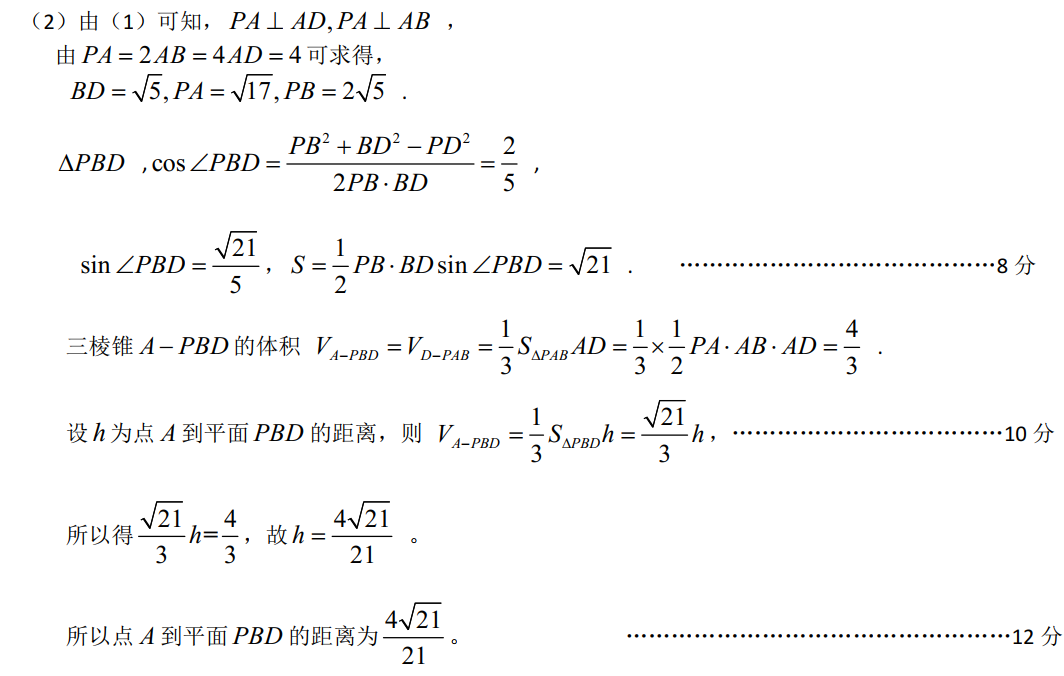 （2）由（1）可知，PA⊥AD,PA⊥AB ，
由 PA=2AB=4AD=4 可求得，
BD=√5,PA=√17,PB=2√5 .
ΔPBD ,cos∠PBD=(PB²+BD²−PD²)/(2PB·BD)=2/5 ,
sin∠PBD=√21/5，S=1/2 PB·BD sin∠PBD=√21 . ………………………………………8 分
三棱锥 A−PBD 的体积 V_{A−PBD}=V_{D−PAB}=1/3 S_{ΔPAB}AD=1/3×1/2 PA·AB·AD=4/3 .
设 h 为点 A 到平面 PBD 的距离，则 V_{A−PBD}=1/3 S_{ΔPBD}h=√21/3 h，………………………………10 分
所以得 √21/3 h=4/3，故 h=4√21/21 。
所以点 A 到平面 PBD 的距离为 4√21/21 。 ……………………………………………12 分